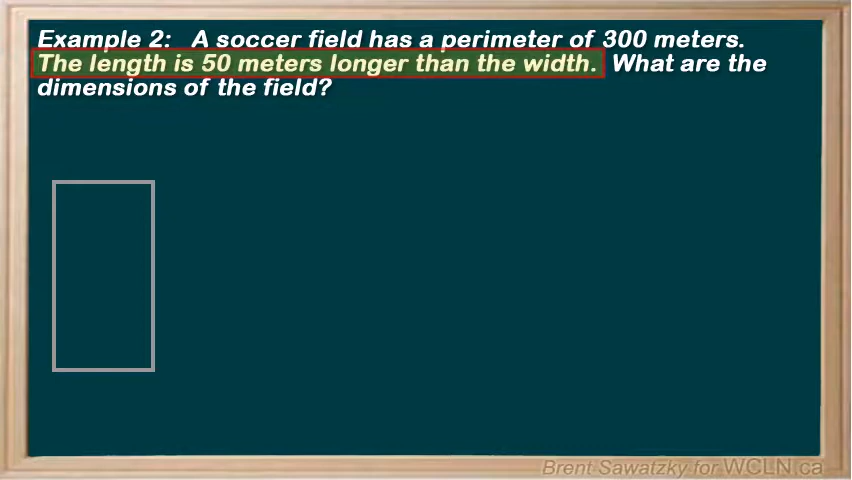 Example 2:   A soccer field has a perimeter of 300 meters.
The length is 50 meters longer than the width.  What are the
dimensions of the field?
Brent Sawatzky for WCLN.ca